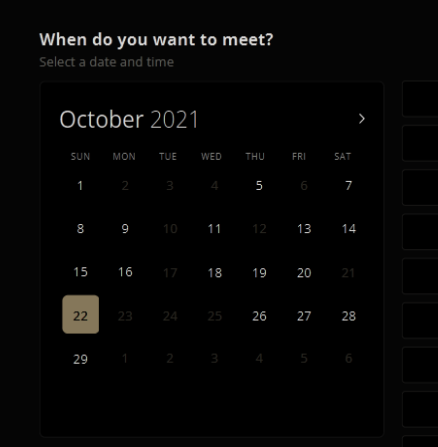 When do you want to meet?
Select a date and time
October 2021 >
SUN MON TUE WED THU FRI SAT
1 2 3 4 5 6 7
8 9 10 11 12 13 14
15 16 17 18 19 20 21
22 23 24 25 26 27 28
29 1 2 3 4 5 6